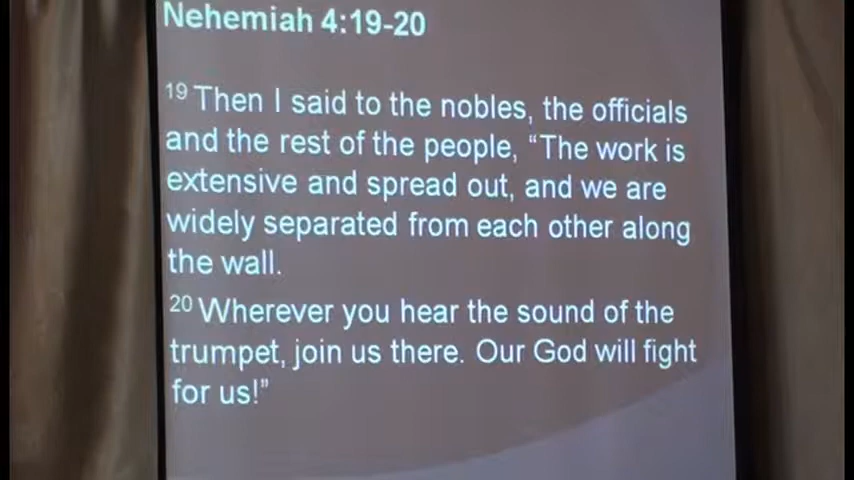 Nehemiah 4:19-20
19 Then I said to the nobles, the officials
and the rest of the people, “The work is
extensive and spread out, and we are
widely separated from each other along
the wall.
20 Wherever you hear the sound of the
trumpet, join us there. Our God will fight
for us!”